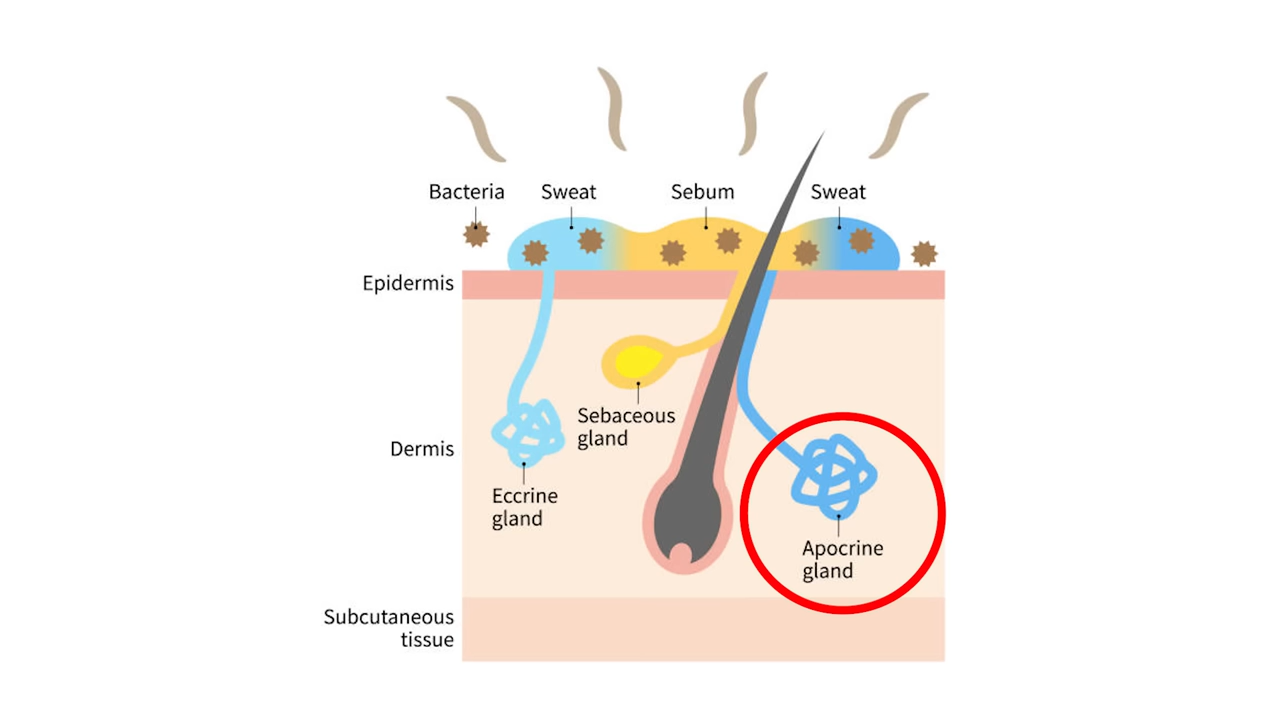 Bacteria
Sweat
Sebum
Sweat
Epidermis
Sebaceous
gland
Dermis
Eccrine
gland
Apocrine
gland
Subcutaneous
tissue